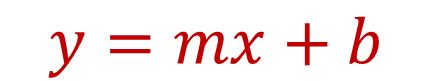 y = mx + b